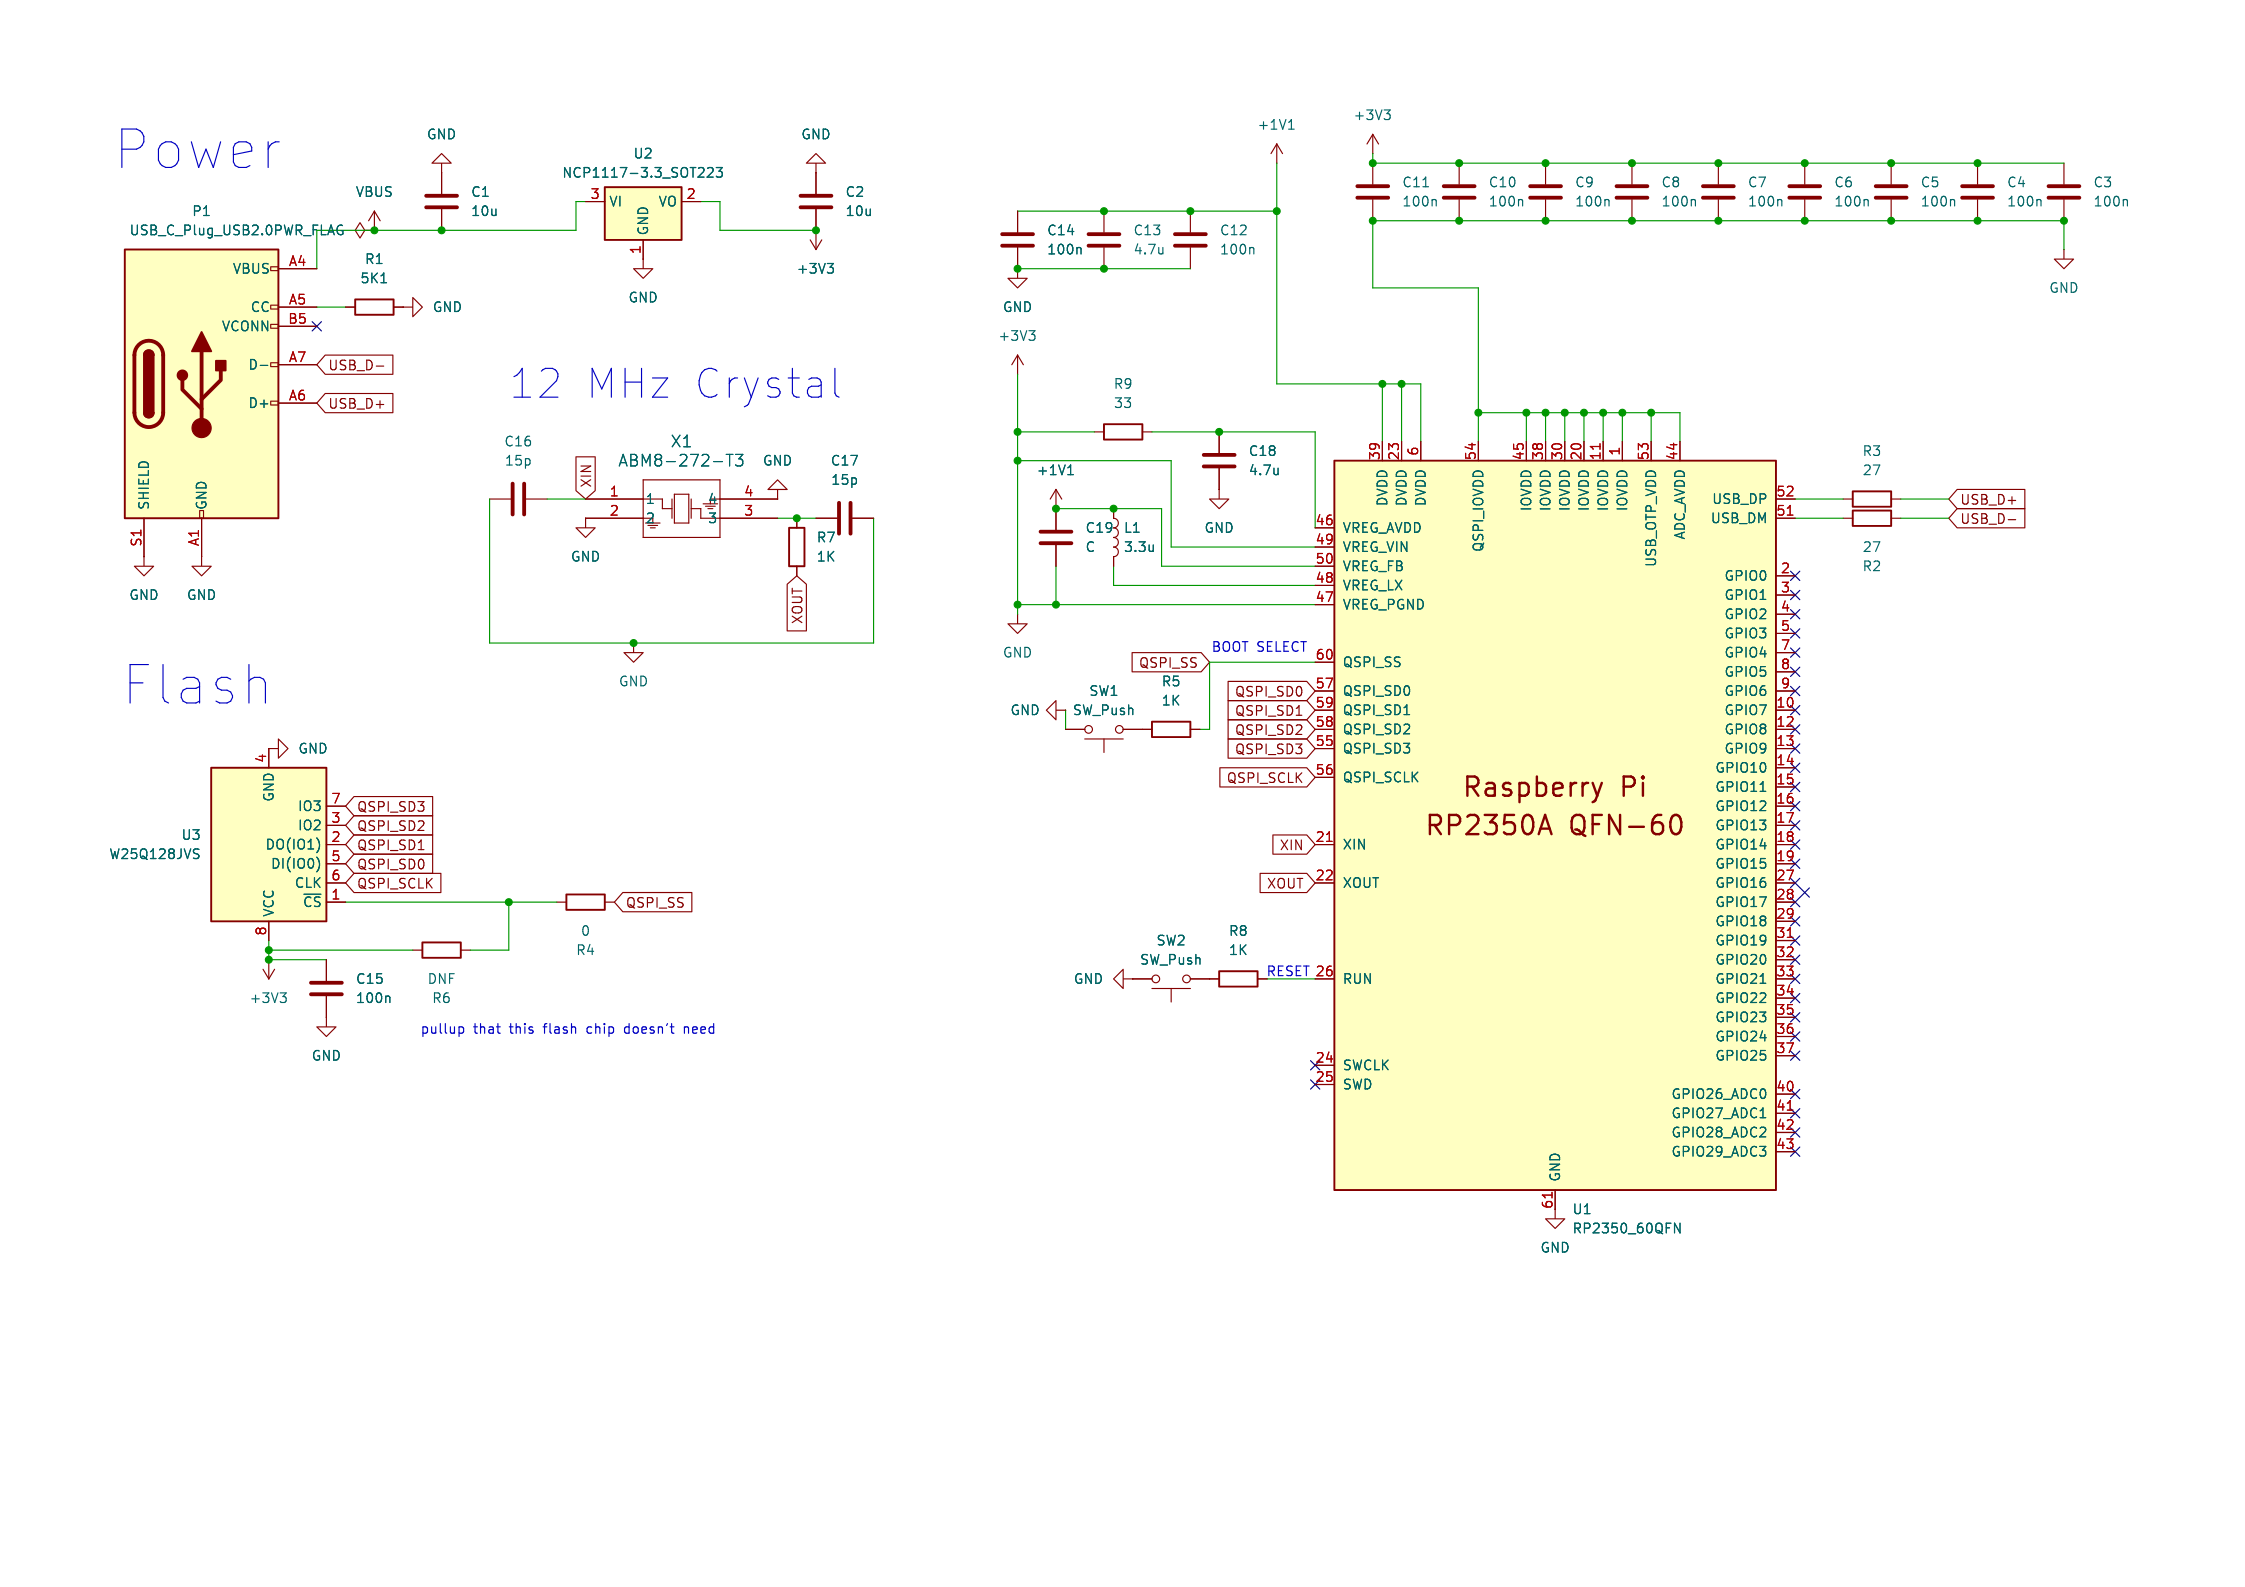 Power
P1
USB_C_Plug_USB2.0
PWR_FLAG
VBUS
GND
C1
10u
U2
NCP1117-3.3_SOT223
3
VI
VO
2
GND
1
GND
GND
C2
10u
+3V3
VBUS
A4
CC
A5
VCONN
B5
D-
A7
D+
A6
SHIELD
GND
S1
A1
GND
GND
R1
5K1
GND
USB_D-
USB_D+
12 MHz Crystal
C16
15p
XIN
X1
ABM8-272-T3
1
1
2
2
4
4
3
3
GND
GND
C17
15p
R7
1K
XOUT
GND
Flash
4
GND
GND
U3
W25Q128JVS
IO3
7
QSPI_SD3
IO2
3
QSPI_SD2
DO(IO1)
2
QSPI_SD1
DI(IO0)
5
QSPI_SD0
CLK
6
QSPI_SCLK
CS
1
VCC
8
QSPI_SS
0
R4
DNF
R6
+3V3
C15
100n
GND
pullup that this flash chip doesn't need
+1V1
+3V3
C14
100n
C13
4.7u
C12
100n
GND
C11
100n
C10
100n
C9
100n
C8
100n
C7
100n
C6
100n
C5
100n
C4
100n
C3
100n
GND
+3V3
R9
33
C18
4.7u
GND
+1V1
C19
C
L1
3.3u
GND
46
VREG_AVDD
49
VREG_VIN
50
VREG_FB
48
VREG_LX
47
VREG_PGND
BOOT SELECT
QSPI_SS
60
QSPI_SS
R5
1K
SW1
SW_Push
GND
QSPI_SD0
57
QSPI_SD0
QSPI_SD1
59
QSPI_SD1
QSPI_SD2
58
QSPI_SD2
QSPI_SD3
55
QSPI_SD3
QSPI_SCLK
56
QSPI_SCLK
XIN
21
XIN
XOUT
22
XOUT
R8
1K
SW2
SW_Push
GND
RESET
26
RUN
24
SWCLK
25
SWD
39
DVDD
23
DVDD
6
DVDD
54
QSPI_IOVDD
45
IOVDD
38
IOVDD
30
IOVDD
20
IOVDD
11
IOVDD
1
IOVDD
53
USB_OTP_VDD
44
ADC_AVDD
Raspberry Pi
RP2350A QFN-60
R3
27
USB_DP
52
USB_D+
USB_DM
51
USB_D-
27
R2
GPIO0
2
GPIO1
3
GPIO2
4
GPIO3
5
GPIO4
7
GPIO5
8
GPIO6
9
GPIO7
10
GPIO8
12
GPIO9
13
GPIO10
14
GPIO11
15
GPIO12
16
GPIO13
17
GPIO14
18
GPIO15
19
GPIO16
27
GPIO17
28
GPIO18
29
GPIO19
31
GPIO20
32
GPIO21
33
GPIO22
34
GPIO23
35
GPIO24
36
GPIO25
37
GPIO26_ADC0
40
GPIO27_ADC1
41
GPIO28_ADC2
42
GPIO29_ADC3
43
GND
61
U1
RP2350_60QFN
GND